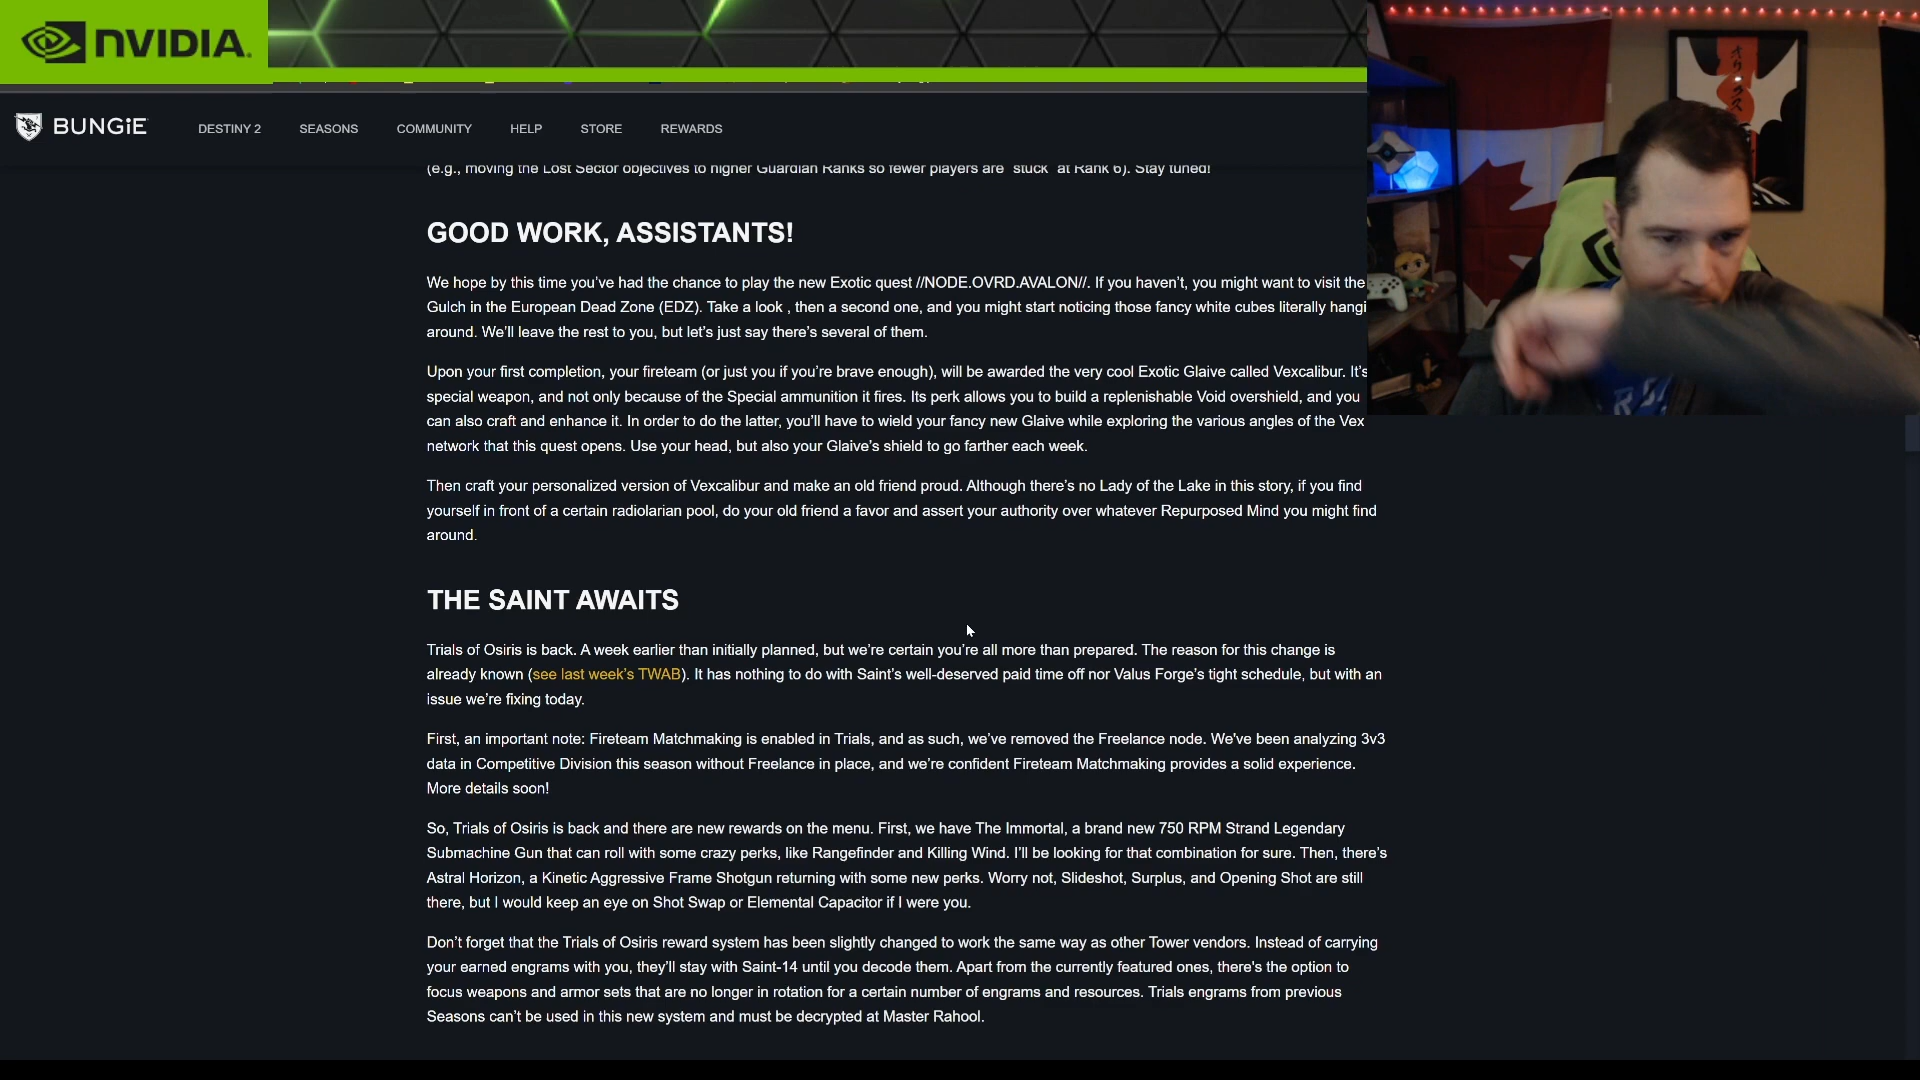 NVIDIA.
BUNGiE
DESTINY 2 SEASONS COMMUNITY HELP STORE REWARDS
(e.g., moving the Lost Sector objectives to higher Guardian Ranks so fewer players are "stuck" at Rank 6). Stay tuned!
GOOD WORK, ASSISTANTS!
We hope by this time you’ve had the chance to play the new Exotic quest //NODE.OVRD.AVALON//. If you haven’t, you might want to visit the
Gulch in the European Dead Zone (EDZ). Take a look , then a second one, and you might start noticing those fancy white cubes literally hangi
around. We’ll leave the rest to you, but let’s just say there’s several of them.
Upon your first completion, your fireteam (or just you if you’re brave enough), will be awarded the very cool Exotic Glaive called Vexcalibur. It’s
special weapon, and not only because of the Special ammunition it fires. Its perk allows you to build a replenishable Void overshield, and you
can also craft and enhance it. In order to do the latter, you’ll have to wield your fancy new Glaive while exploring the various angles of the Vex
network that this quest opens. Use your head, but also your Glaive’s shield to go farther each week.
Then craft your personalized version of Vexcalibur and make an old friend proud. Although there’s no Lady of the Lake in this story, if you find
yourself in front of a certain radiolarian pool, do your old friend a favor and assert your authority over whatever Repurposed Mind you might find
around.
THE SAINT AWAITS
Trials of Osiris is back. A week earlier than initially planned, but we’re certain you’re all more than prepared. The reason for this change is
already known (see last week’s TWAB). It has nothing to do with Saint’s well-deserved paid time off nor Valus Forge’s tight schedule, but with an
issue we’re fixing today.
First, an important note: Fireteam Matchmaking is enabled in Trials, and as such, we’ve removed the Freelance node. We've been analyzing 3v3
data in Competitive Division this season without Freelance in place, and we’re confident Fireteam Matchmaking provides a solid experience.
More details soon!
So, Trials of Osiris is back and there are new rewards on the menu. First, we have The Immortal, a brand new 750 RPM Strand Legendary
Submachine Gun that can roll with some crazy perks, like Rangefinder and Killing Wind. I’ll be looking for that combination for sure. Then, there’s
Astral Horizon, a Kinetic Aggressive Frame Shotgun returning with some new perks. Worry not, Slideshot, Surplus, and Opening Shot are still
there, but I would keep an eye on Shot Swap or Elemental Capacitor if I were you.
Don’t forget that the Trials of Osiris reward system has been slightly changed to work the same way as other Tower vendors. Instead of carrying
your earned engrams with you, they’ll stay with Saint-14 until you decode them. Apart from the currently featured ones, there's the option to
focus weapons and armor sets that are no longer in rotation for a certain number of engrams and resources. Trials engrams from previous
Seasons can’t be used in this new system and must be decrypted at Master Rahool.